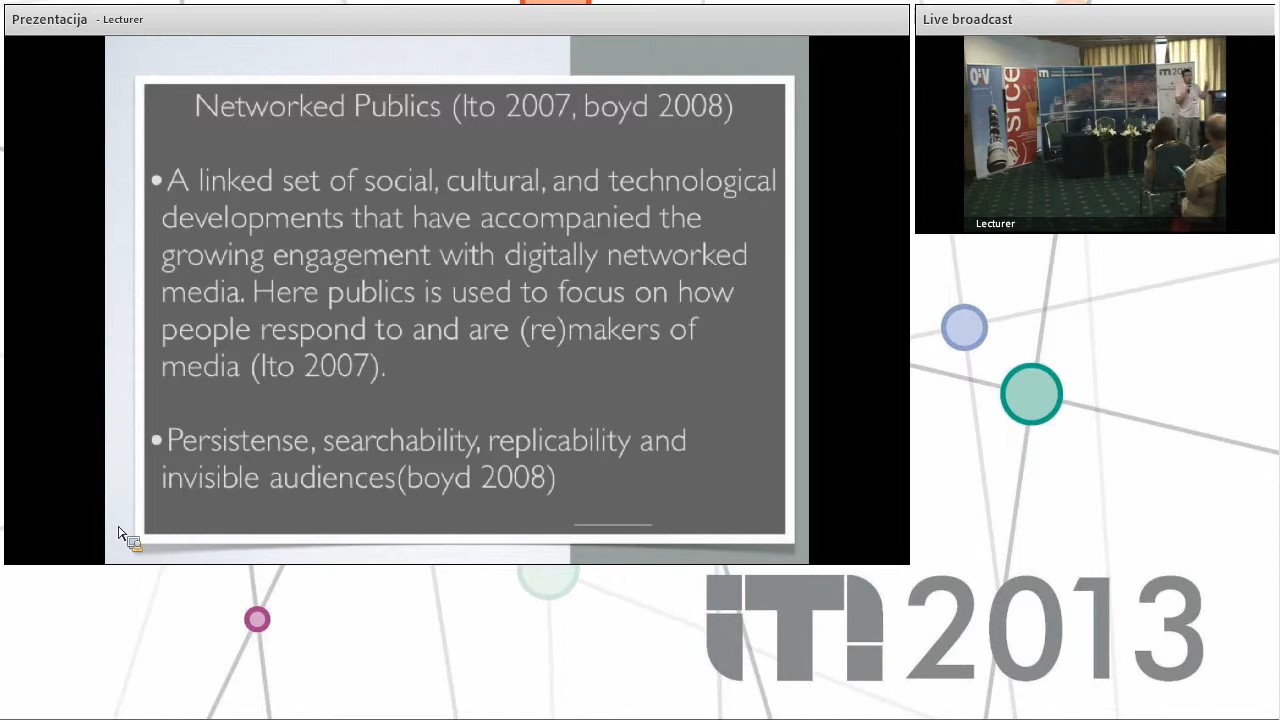 Prezentacija - Lecturer
Live broadcast
Networked Publics (Ito 2007, boyd 2008)
•A linked set of social, cultural, and technological
developments that have accompanied the
growing engagement with digitally networked
media. Here publics is used to focus on how
people respond to and are (re)makers of
media (Ito 2007).
•Persistense, searchability, replicability and
invisible audiences(boyd 2008)
srce
Lecturer
iTi 2013